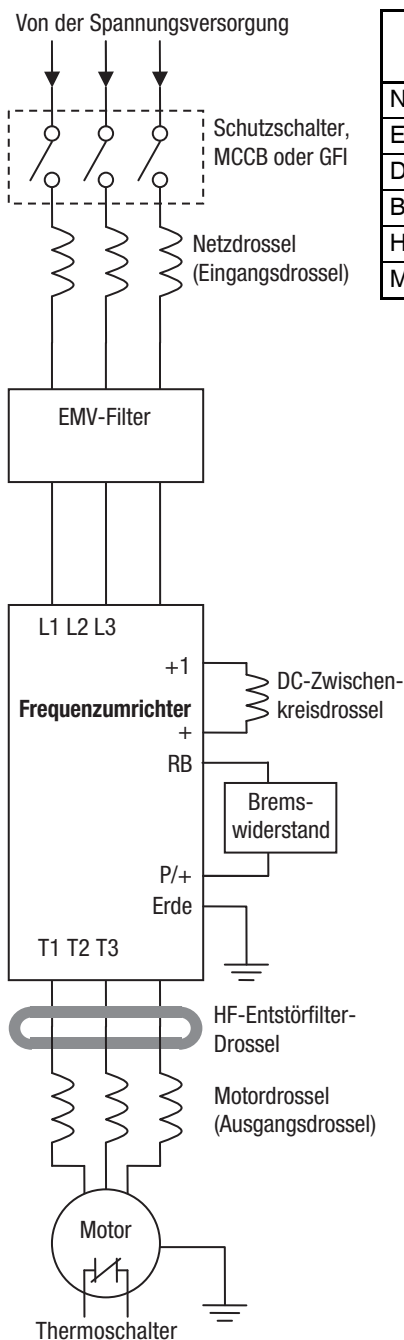 Von der Spannungsversorgung
Schutzschalter,
MCCB oder GFI
Netzdrossel
(Eingangsdrossel)
EMV-Filter
L1 L2 L3
+1
DC-Zwischen-
kreisdrossel
Frequenzumrichter
+
RB
Brems-
widerstand
P/+
Erde
T1 T2 T3
HF-Entstörfilter-
Drossel
Motordrossel
(Ausgangsdrossel)
Motor
Thermoschalter
N
E
D
B
H
M